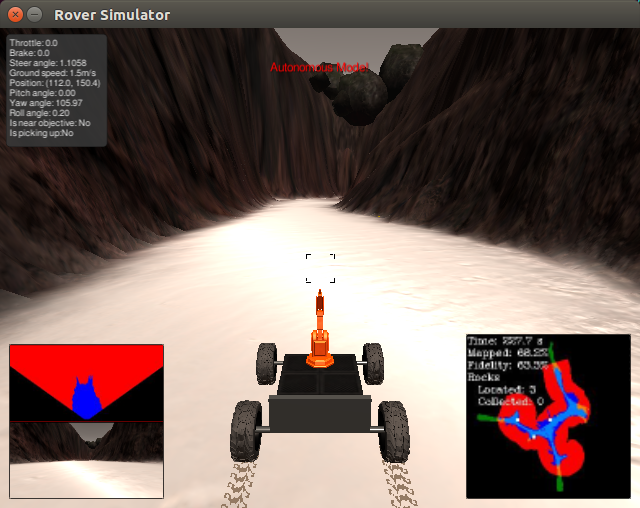 Rover Simulator
Throttle: 0.0
Brake: 0.0
Steer angle: 1.1058
Ground speed: 1.5m/s
Position: (112.0, 150.4)
Pitch angle: 0.00
Yaw angle: 105.97
Roll angle: 0.20
Is near objective: No
Is picking up:No
Autonomous Mode!
Time: 227.7 s
Mapped: 68.2%
Fidelity: 63.3%
Rocks
Located: 3
Collected: 0